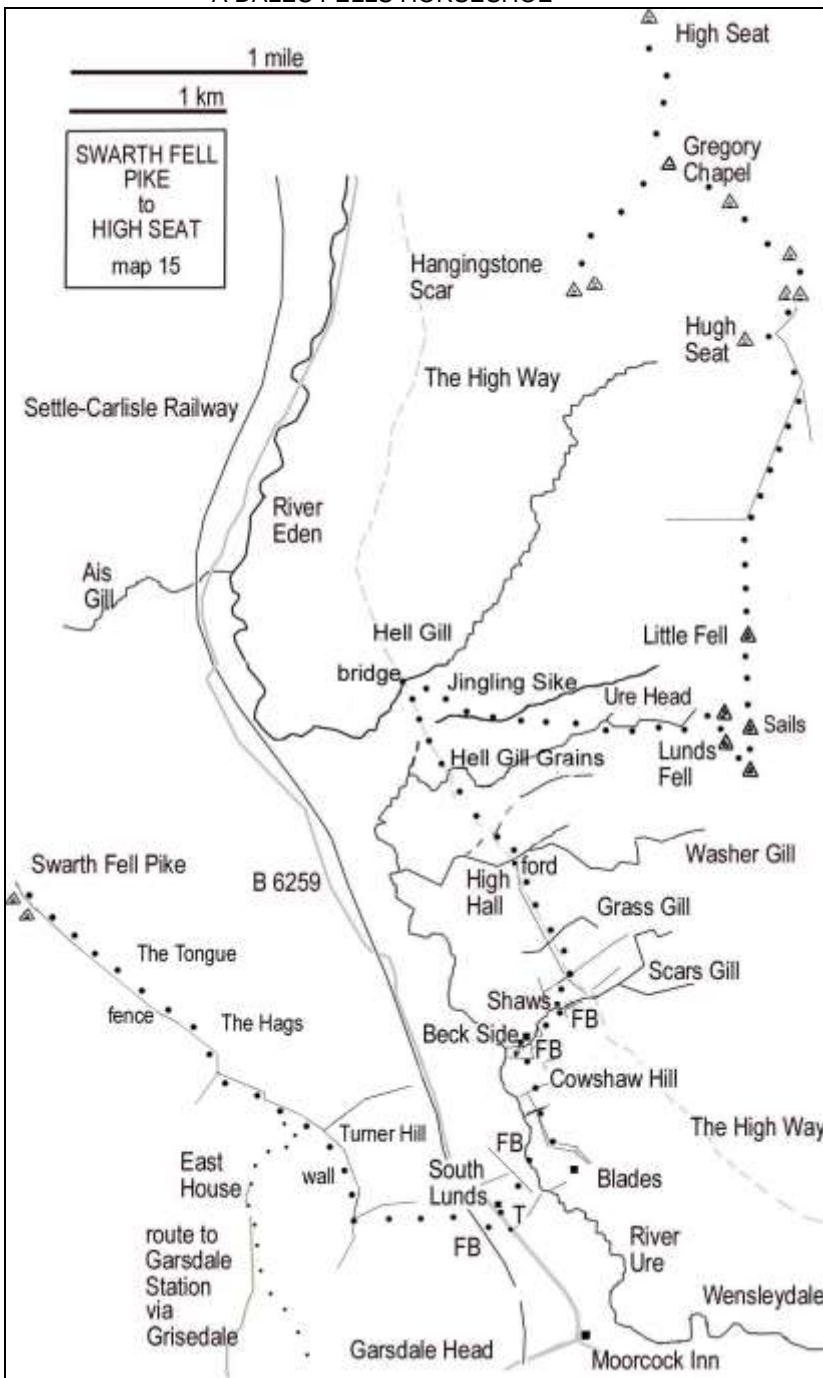 1 mile
1 km
SWARTH FELL
PIKE
to
HIGH SEAT
map 15
High Seat
Gregory
Chapel
Hangingstone
Scar
Hugh
Seat
The High Way
Settle-Carlisle Railway
River
Eden
Ais
Gill
Hell Gill
Little Fell
bridge
Jingling Sike
Ure Head
Sails
Hell Gill Grains
Lunds
Fell
Swarth Fell Pike
B 6259
ford
Washer Gill
High
Hall
Grass Gill
The Tongue
Scars Gill
Shaws
fence
The Hags
FB
Beck Side
FB
Cowshaw Hill
The High Way
Turner Hill
FB
East
House
wall
South
Lunds
Blades
T
route to
Garsdale
Station
via
Grisedale
FB
River
Ure
Wensleydale
Garsdale Head
Moorcock Inn